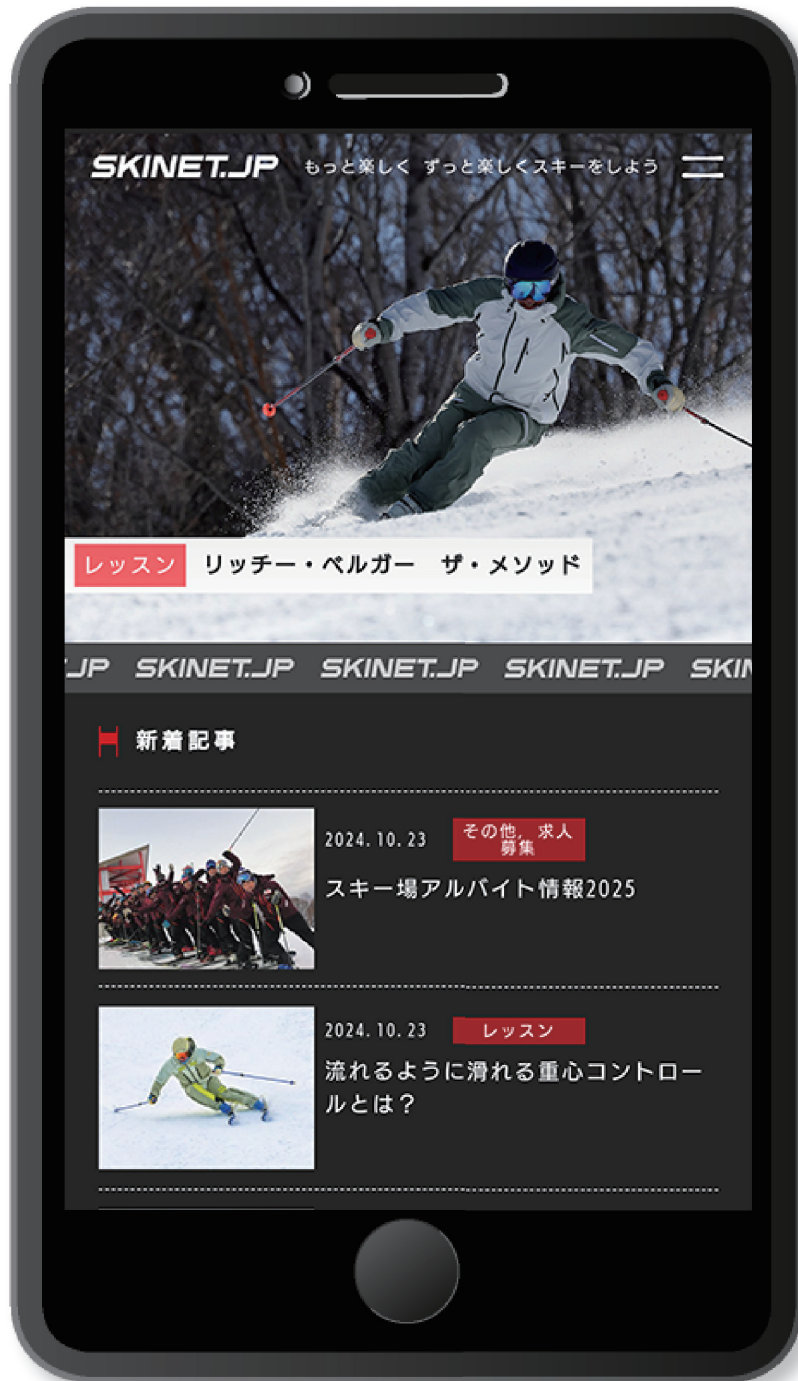 SKINET.JP もっと楽しく ずっと楽しくスキーをしよう
レッスン リッチー・ベルガー ザ・メソッド
.JP SKINET.JP SKINET.JP SKINET.JP SKIN
新着記事
2024.10.23 その他, 求人
募集
スキー場アルバイト情報2025
2024.10.23 レッスン
流れるように滑れる重心コントロー
ルとは？